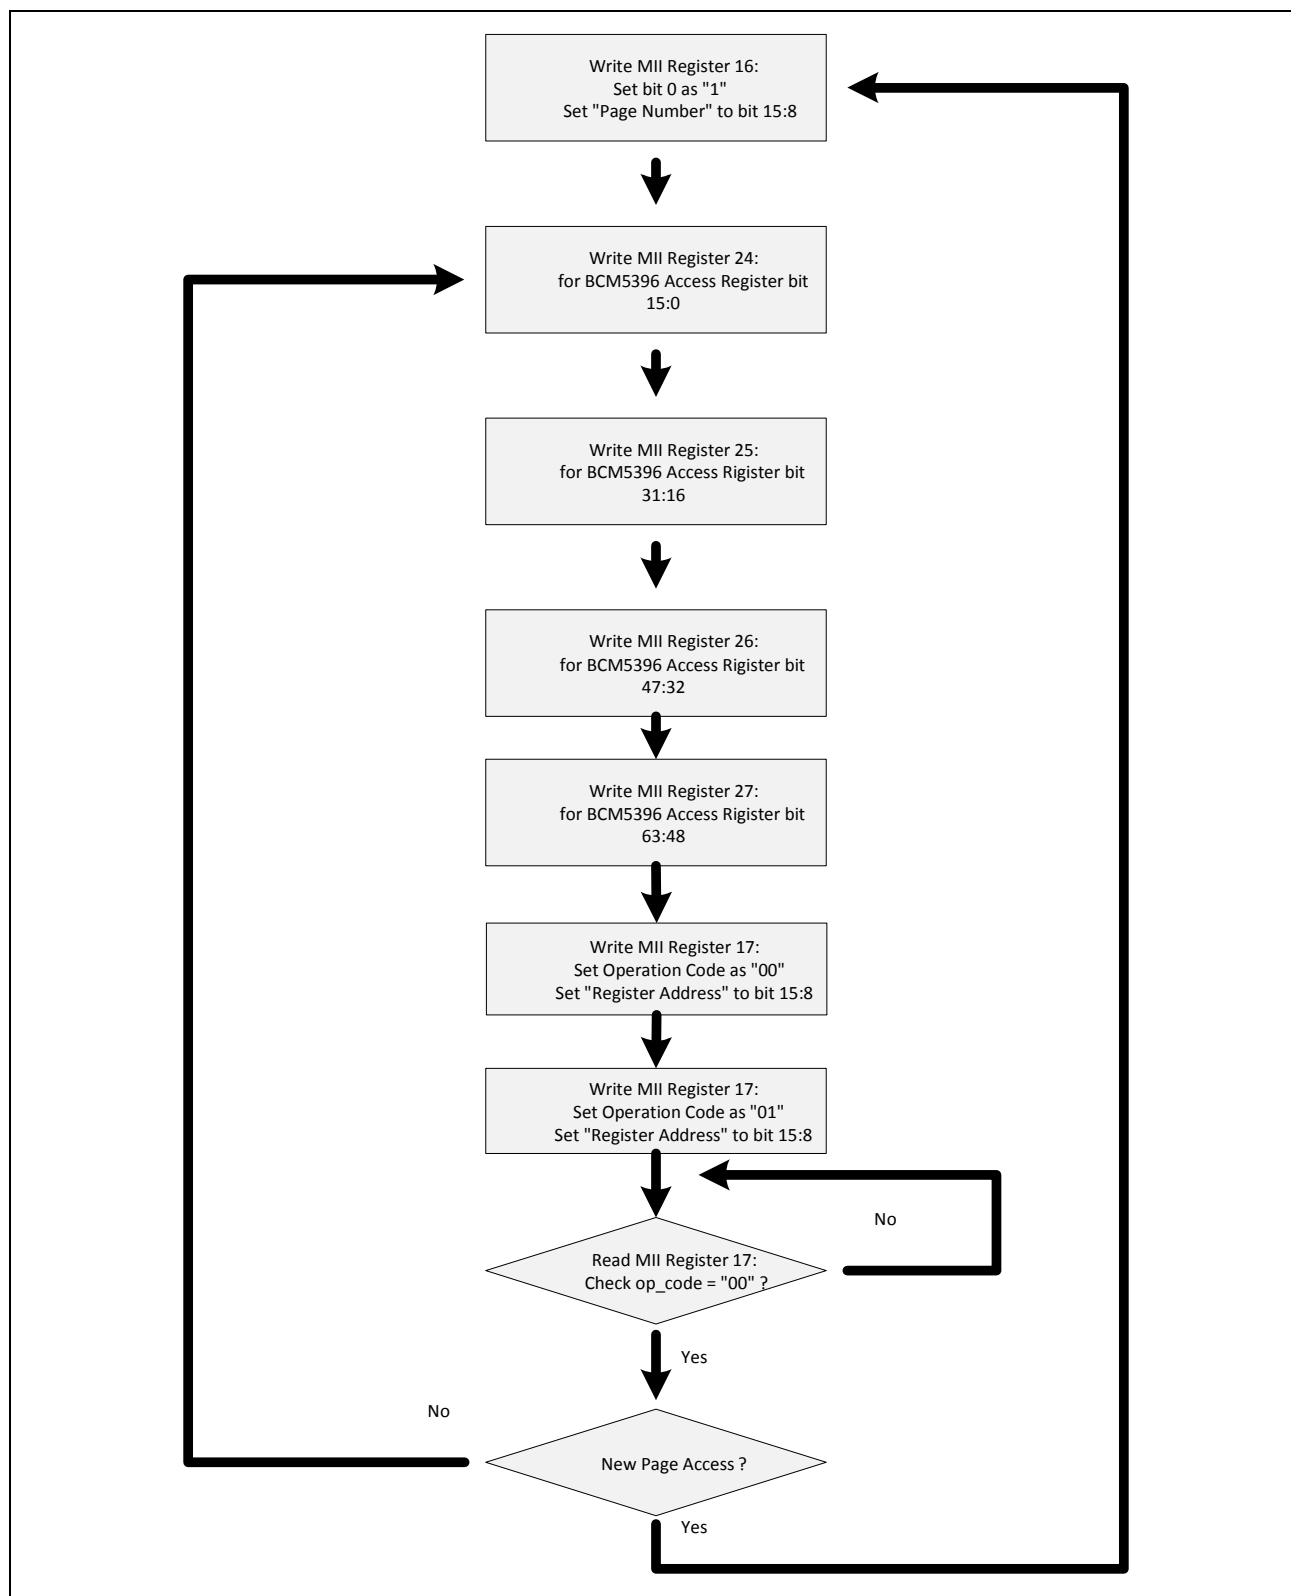 Write MII Register 16:
Set bit 0 as "1"
Set "Page Number" to bit 15:8
Write MII Register 24:
for BCM5396 Access Register bit
15:0
Write MII Register 25:
for BCM5396 Access Rigister bit
31:16
Write MII Register 26:
for BCM5396 Access Rigister bit
47:32
Write MII Register 27:
for BCM5396 Access Rigister bit
63:48
Write MII Register 17:
Set Operation Code as "00"
Set "Register Address" to bit 15:8
Write MII Register 17:
Set Operation Code as "01"
Set "Register Address" to bit 15:8
No
Read MII Register 17:
Check op_code = "00" ?
Yes
No
New Page Access ?
Yes